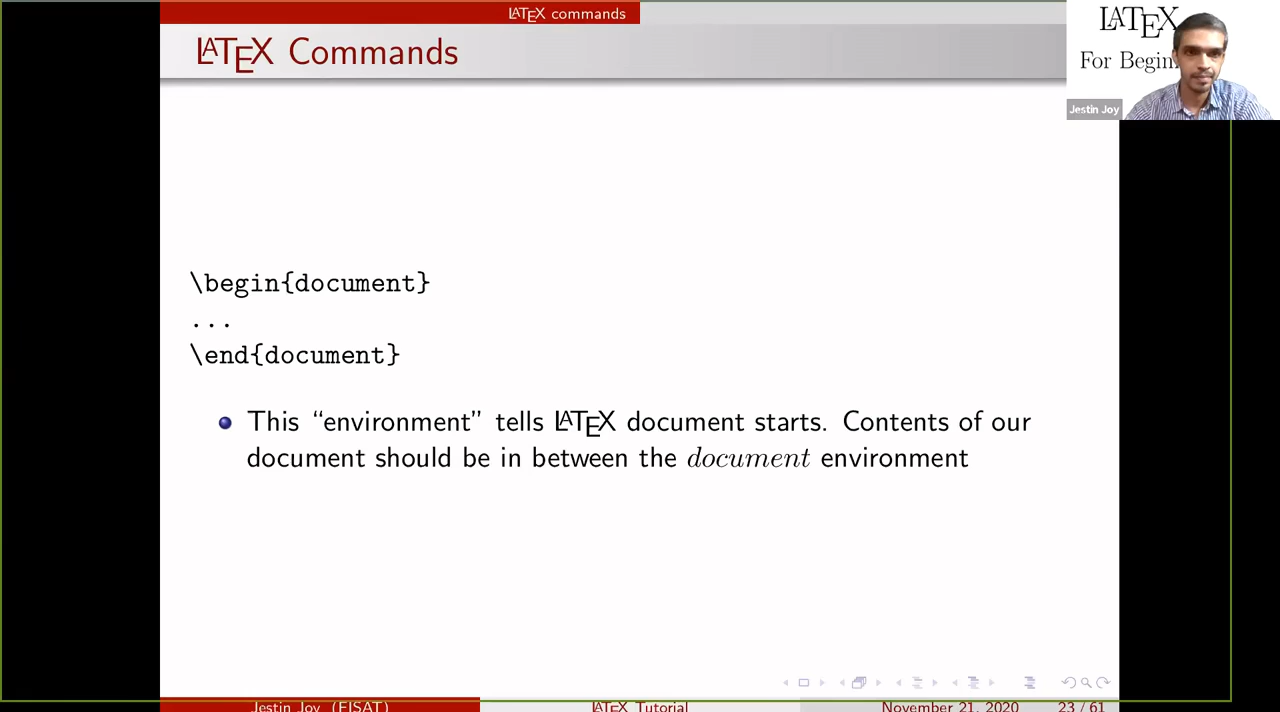 LATEX commands
LATEX Commands
LATEX
For Begin
Jestin Joy
\begin{document}
...
\end{document}
This “environment” tells LATEX document starts. Contents of our
document should be in between the document environment
Jestin Joy (FISAT)
LATEX Tutorial
November 21, 2020
23 / 61